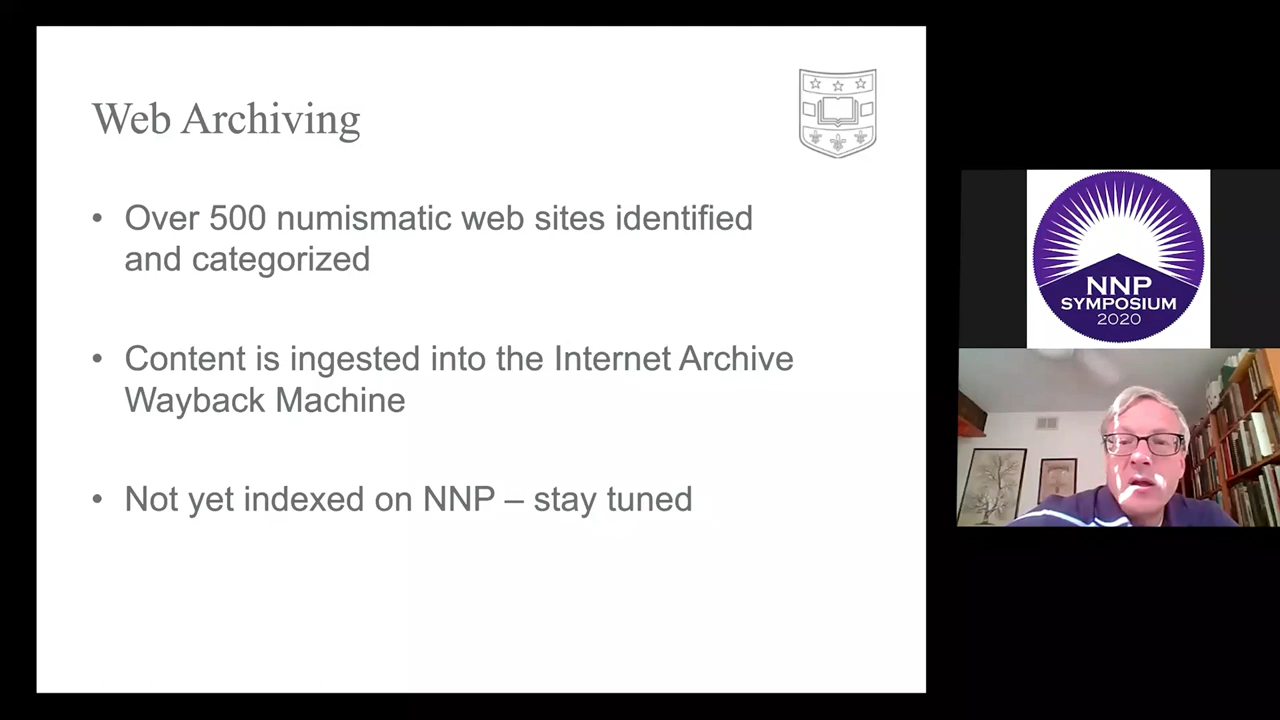 Web Archiving
• Over 500 numismatic web sites identified
and categorized
• Content is ingested into the Internet Archive
Wayback Machine
• Not yet indexed on NNP – stay tuned
NNP
SYMPOSIUM
2020